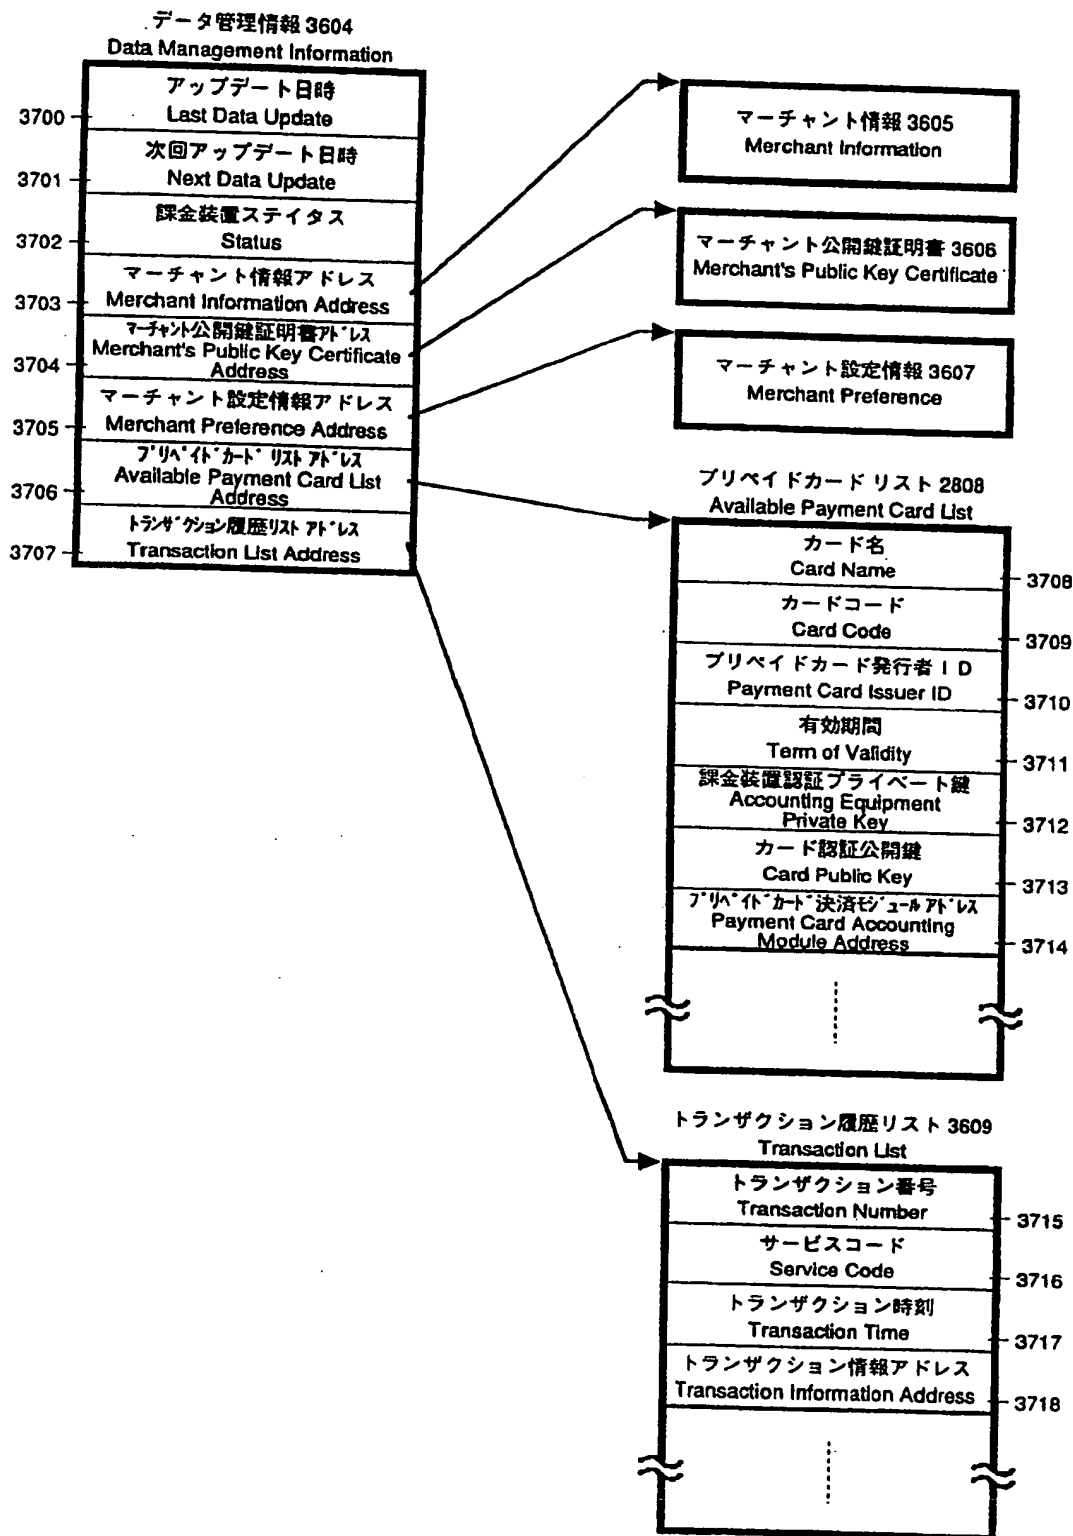 データ管理情報 3604
Data Management Information
アップデート日時
Last Data Update
3700
次回アップデート日時
Next Data Update
3701
課金装置ステイタス
Status
3702
マーチャント情報アドレス
Merchant Information Address
3703
マーチャント公開鍵証明書アドレス
Merchant's Public Key Certificate
Address
3704
マーチャント設定情報アドレス
Merchant Preference Address
3705
プリペイドカード リスト アドレス
Available Payment Card List
Address
3706
トランザクション履歴リスト アドレス
Transaction List Address
3707
マーチャント情報 3605
Merchant Information
マーチャント公開鍵証明書 3606
Merchant's Public Key Certificate
マーチャント設定情報 3607
Merchant Preference
プリペイドカード リスト 2808
Available Payment Card List
カード名
Card Name
3708
カードコード
Card Code
3709
プリペイドカード発行者ID
Payment Card Issuer ID
3710
有効期間
Term of Validity
3711
課金装置認証プライベート鍵
Accounting Equipment
Private Key
3712
カード認証公開鍵
Card Public Key
3713
プリペイドカード決済モジュール アドレス
Payment Card Accounting
Module Address
3714
トランザクション履歴リスト 3609
Transaction List
トランザクション番号
Transaction Number
3715
サービスコード
Service Code
3716
トランザクション時刻
Transaction Time
3717
トランザクション情報アドレス
Transaction Information Address
3718